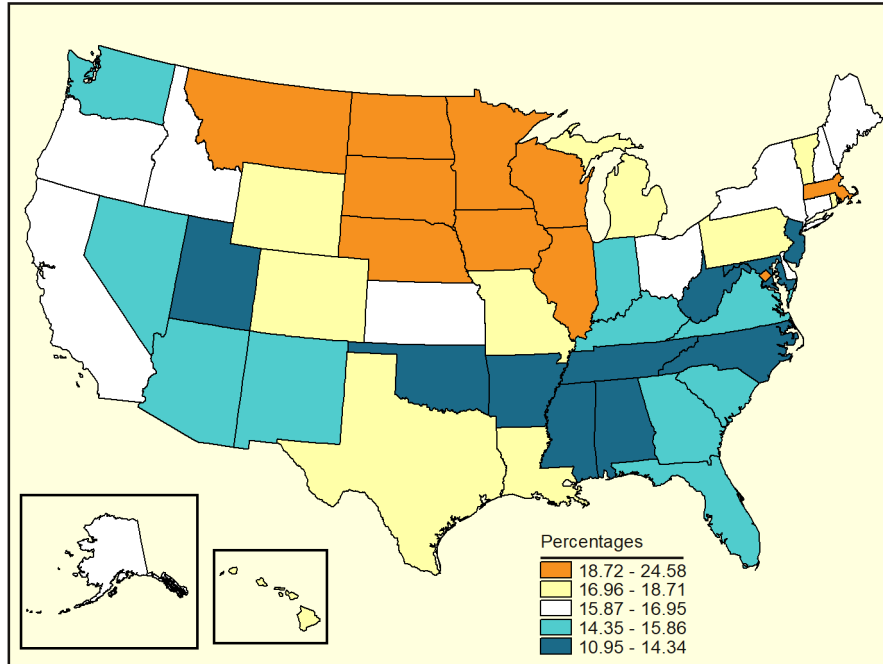 Percentages
18.72 - 24.58
16.96 - 18.71
15.87 - 16.95
14.35 - 15.86
10.95 - 14.34